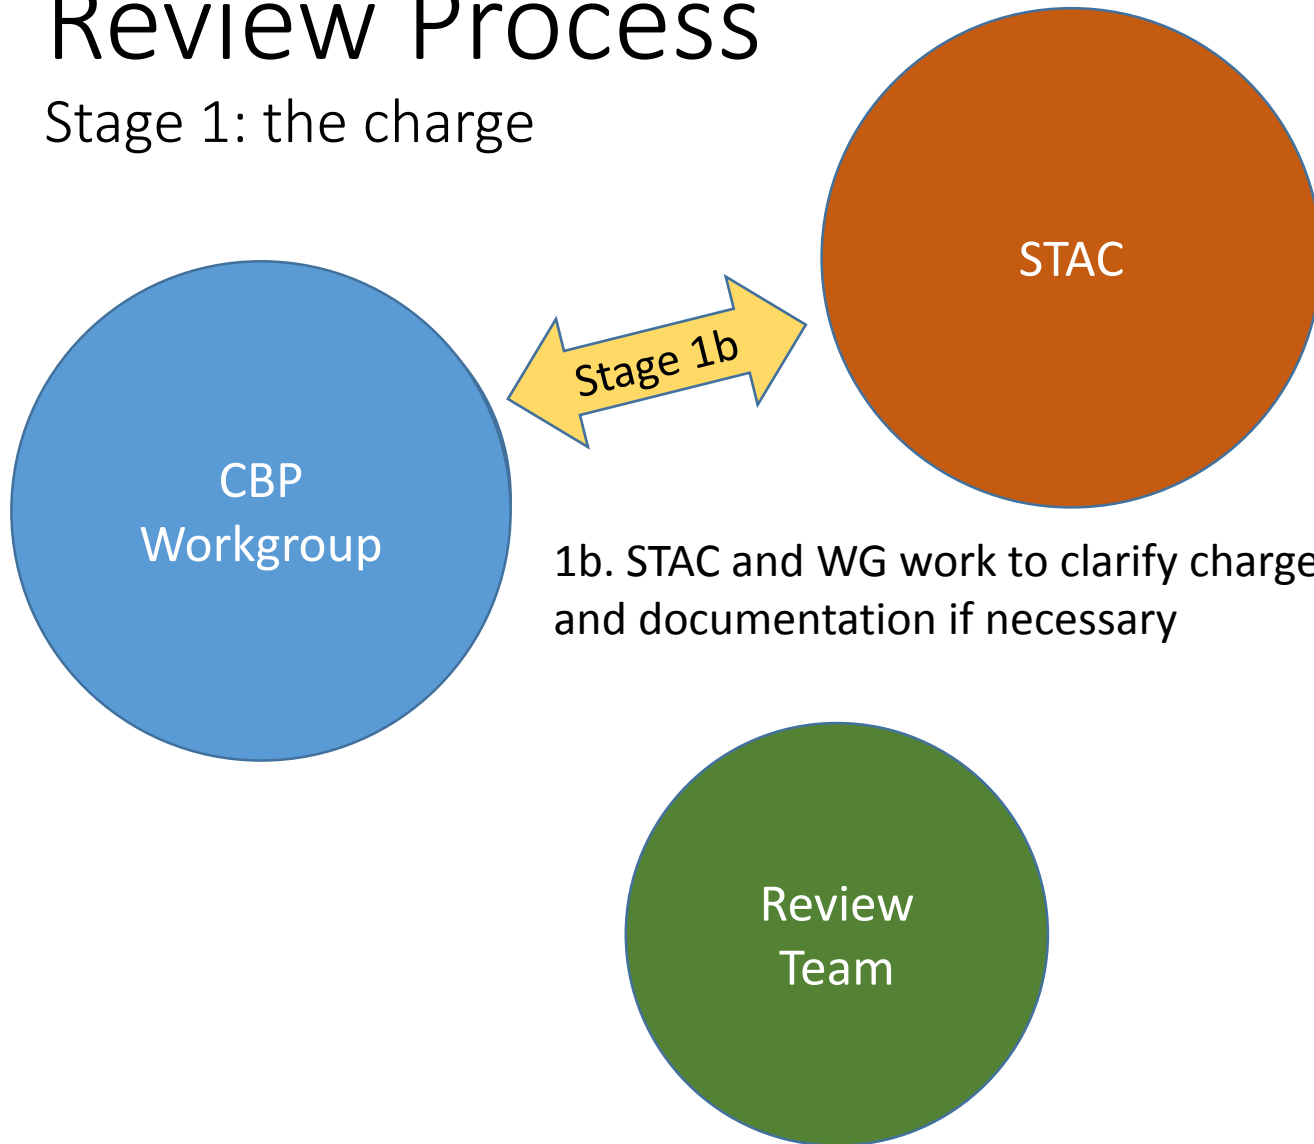 Review Process
Stage 1: the charge
STAC
Stage 1b
CBP
Workgroup
1b. STAC and WG work to clarify charge
and documentation if necessary
Review
Team